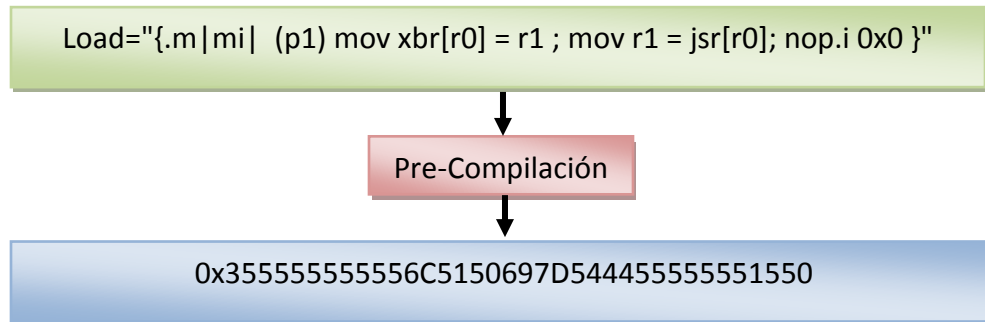 Load="{.m|mi| (p1) mov xbr[r0] = r1 ; mov r1 = jsr[r0]; nop.i 0x0 }"
Pre-Compilación
0x355555555556C5150697D544455555551550